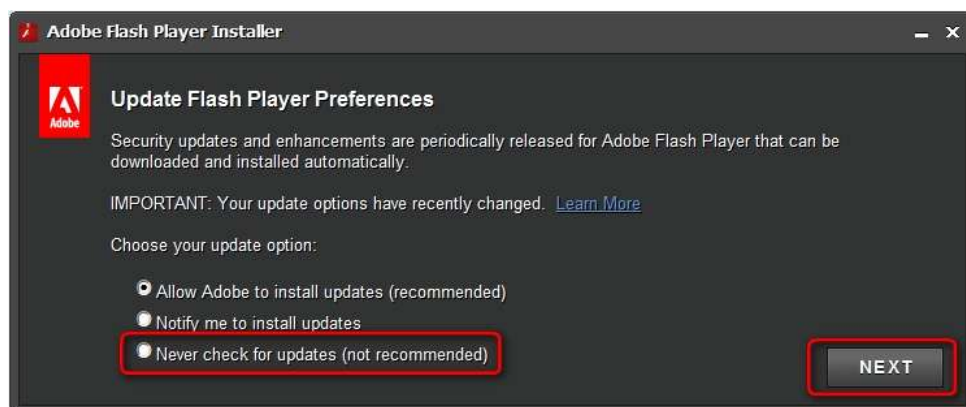 Adobe Flash Player Installer
Adobe
Update Flash Player Preferences
Security updates and enhancements are periodically released for Adobe Flash Player that can be
downloaded and installed automatically.
IMPORTANT: Your update options have recently changed. Learn More
Choose your update option:
Allow Adobe to install updates (recommended)
Notify me to install updates
Never check for updates (not recommended)
NEXT